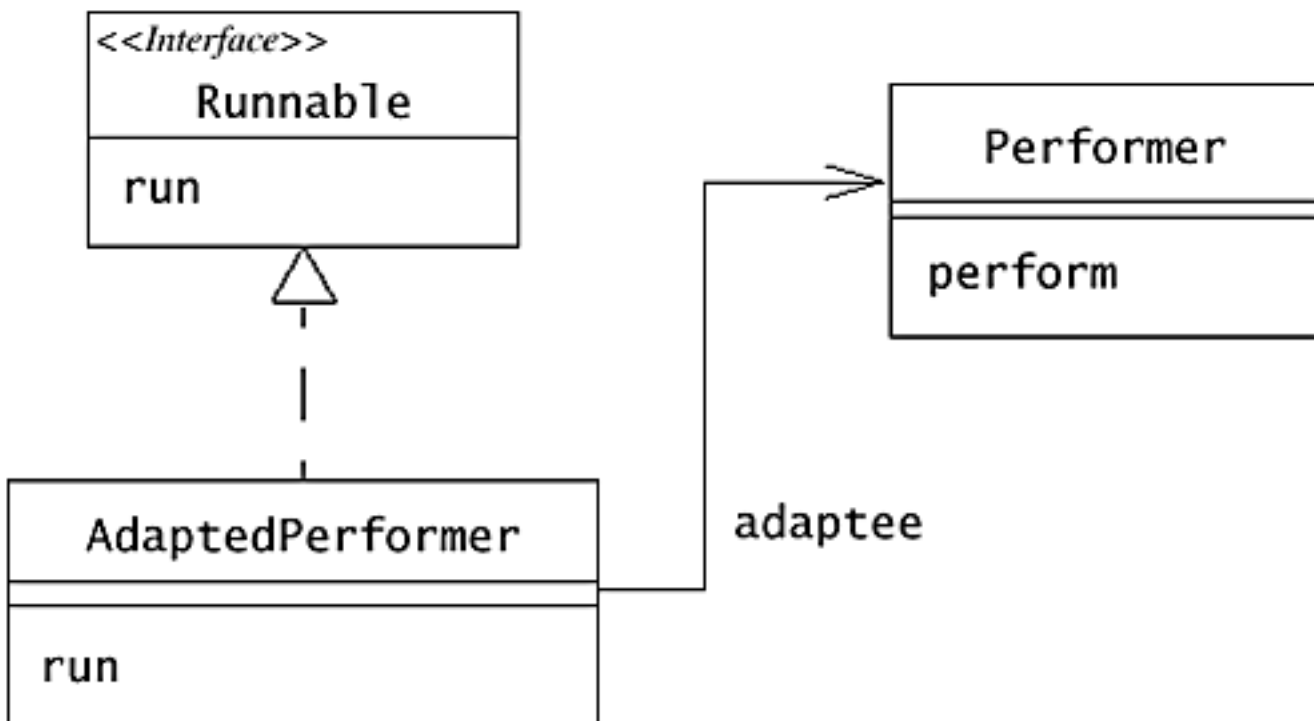 <<Interface>>
Runnable
run
Performer
perform
adaptee
AdaptedPerformer
run